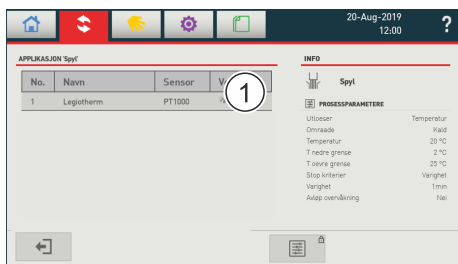 20-Aug-2019
12:00
?
APPLIKASJON 'Spyl'
No. Navn Sensor
1 Legiotherm PT1000
1
INFO
Spyl
PROSESSPARAMETERE
Utloeser Temperatur
Omraade Kald
Temperatur 20 °C
T nedre grense 2 °C
T oevre grense 25 °C
Stop kriterier Varighet
Varighet 1min
Avløp overvåkning Nei